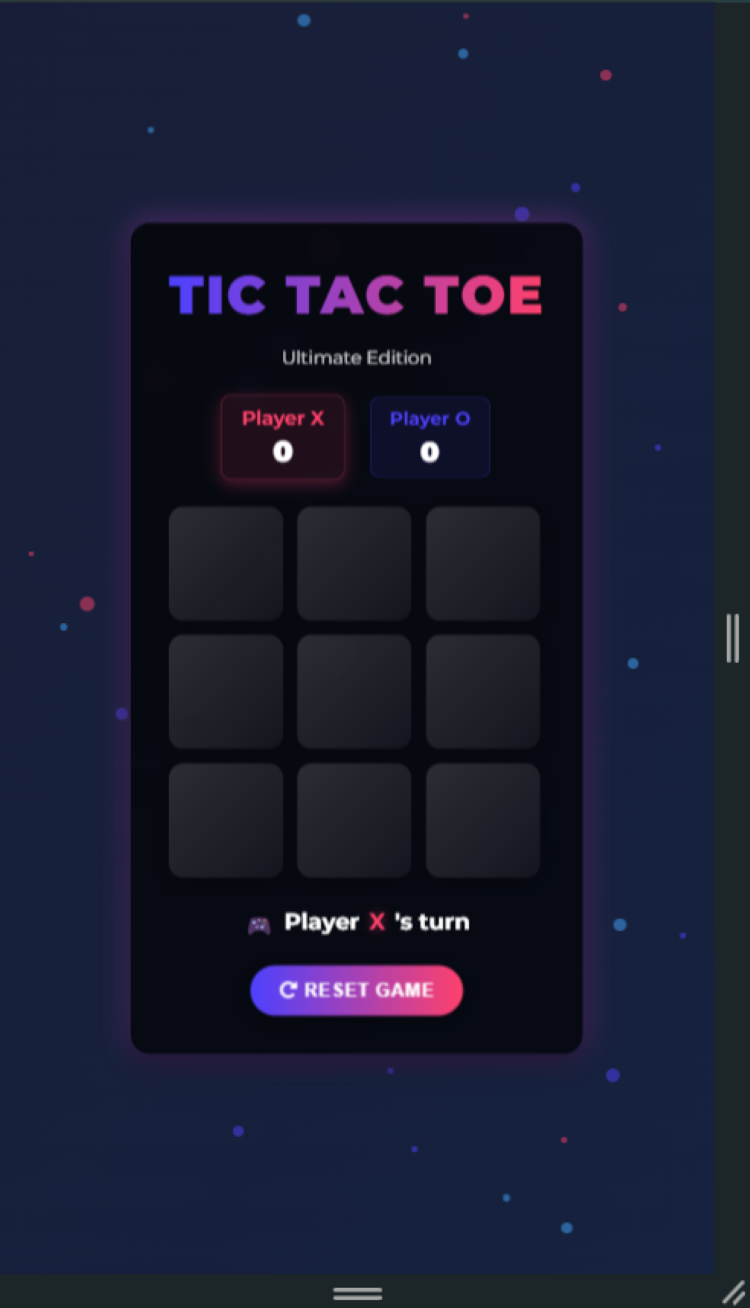 TIC TAC TOE
Ultimate Edition
Player X
0
Player O
0
Player X 's turn
RESET GAME